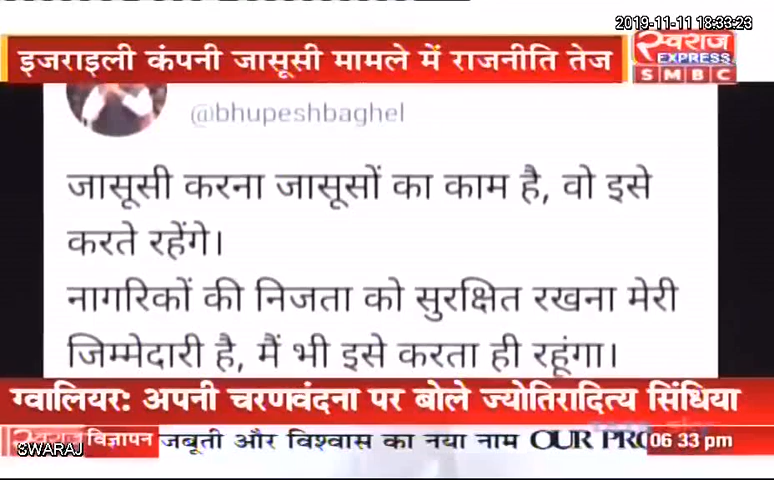 2019-11-11 18:33:23
इजराइली कंपनी जासूसी मामले में राजनीति तेज
स्वराज
EXPRESS
SMBC
@bhupeshbaghel
जासूसी करना जासूसों का काम है, वो इसे
करते रहेंगे।
नागरिकों की निजता को सुरक्षित रखना मेरी
जिम्मेदारी है, मैं भी इसे करता ही रहूंगा।
ग्वालियर: अपनी चरणवंदना पर बोले ज्योतिरादित्य सिंधिया
विज्ञापन जबूती और विश्वास का नया नाम OUR PRO 06 33 pm
SWARAJ